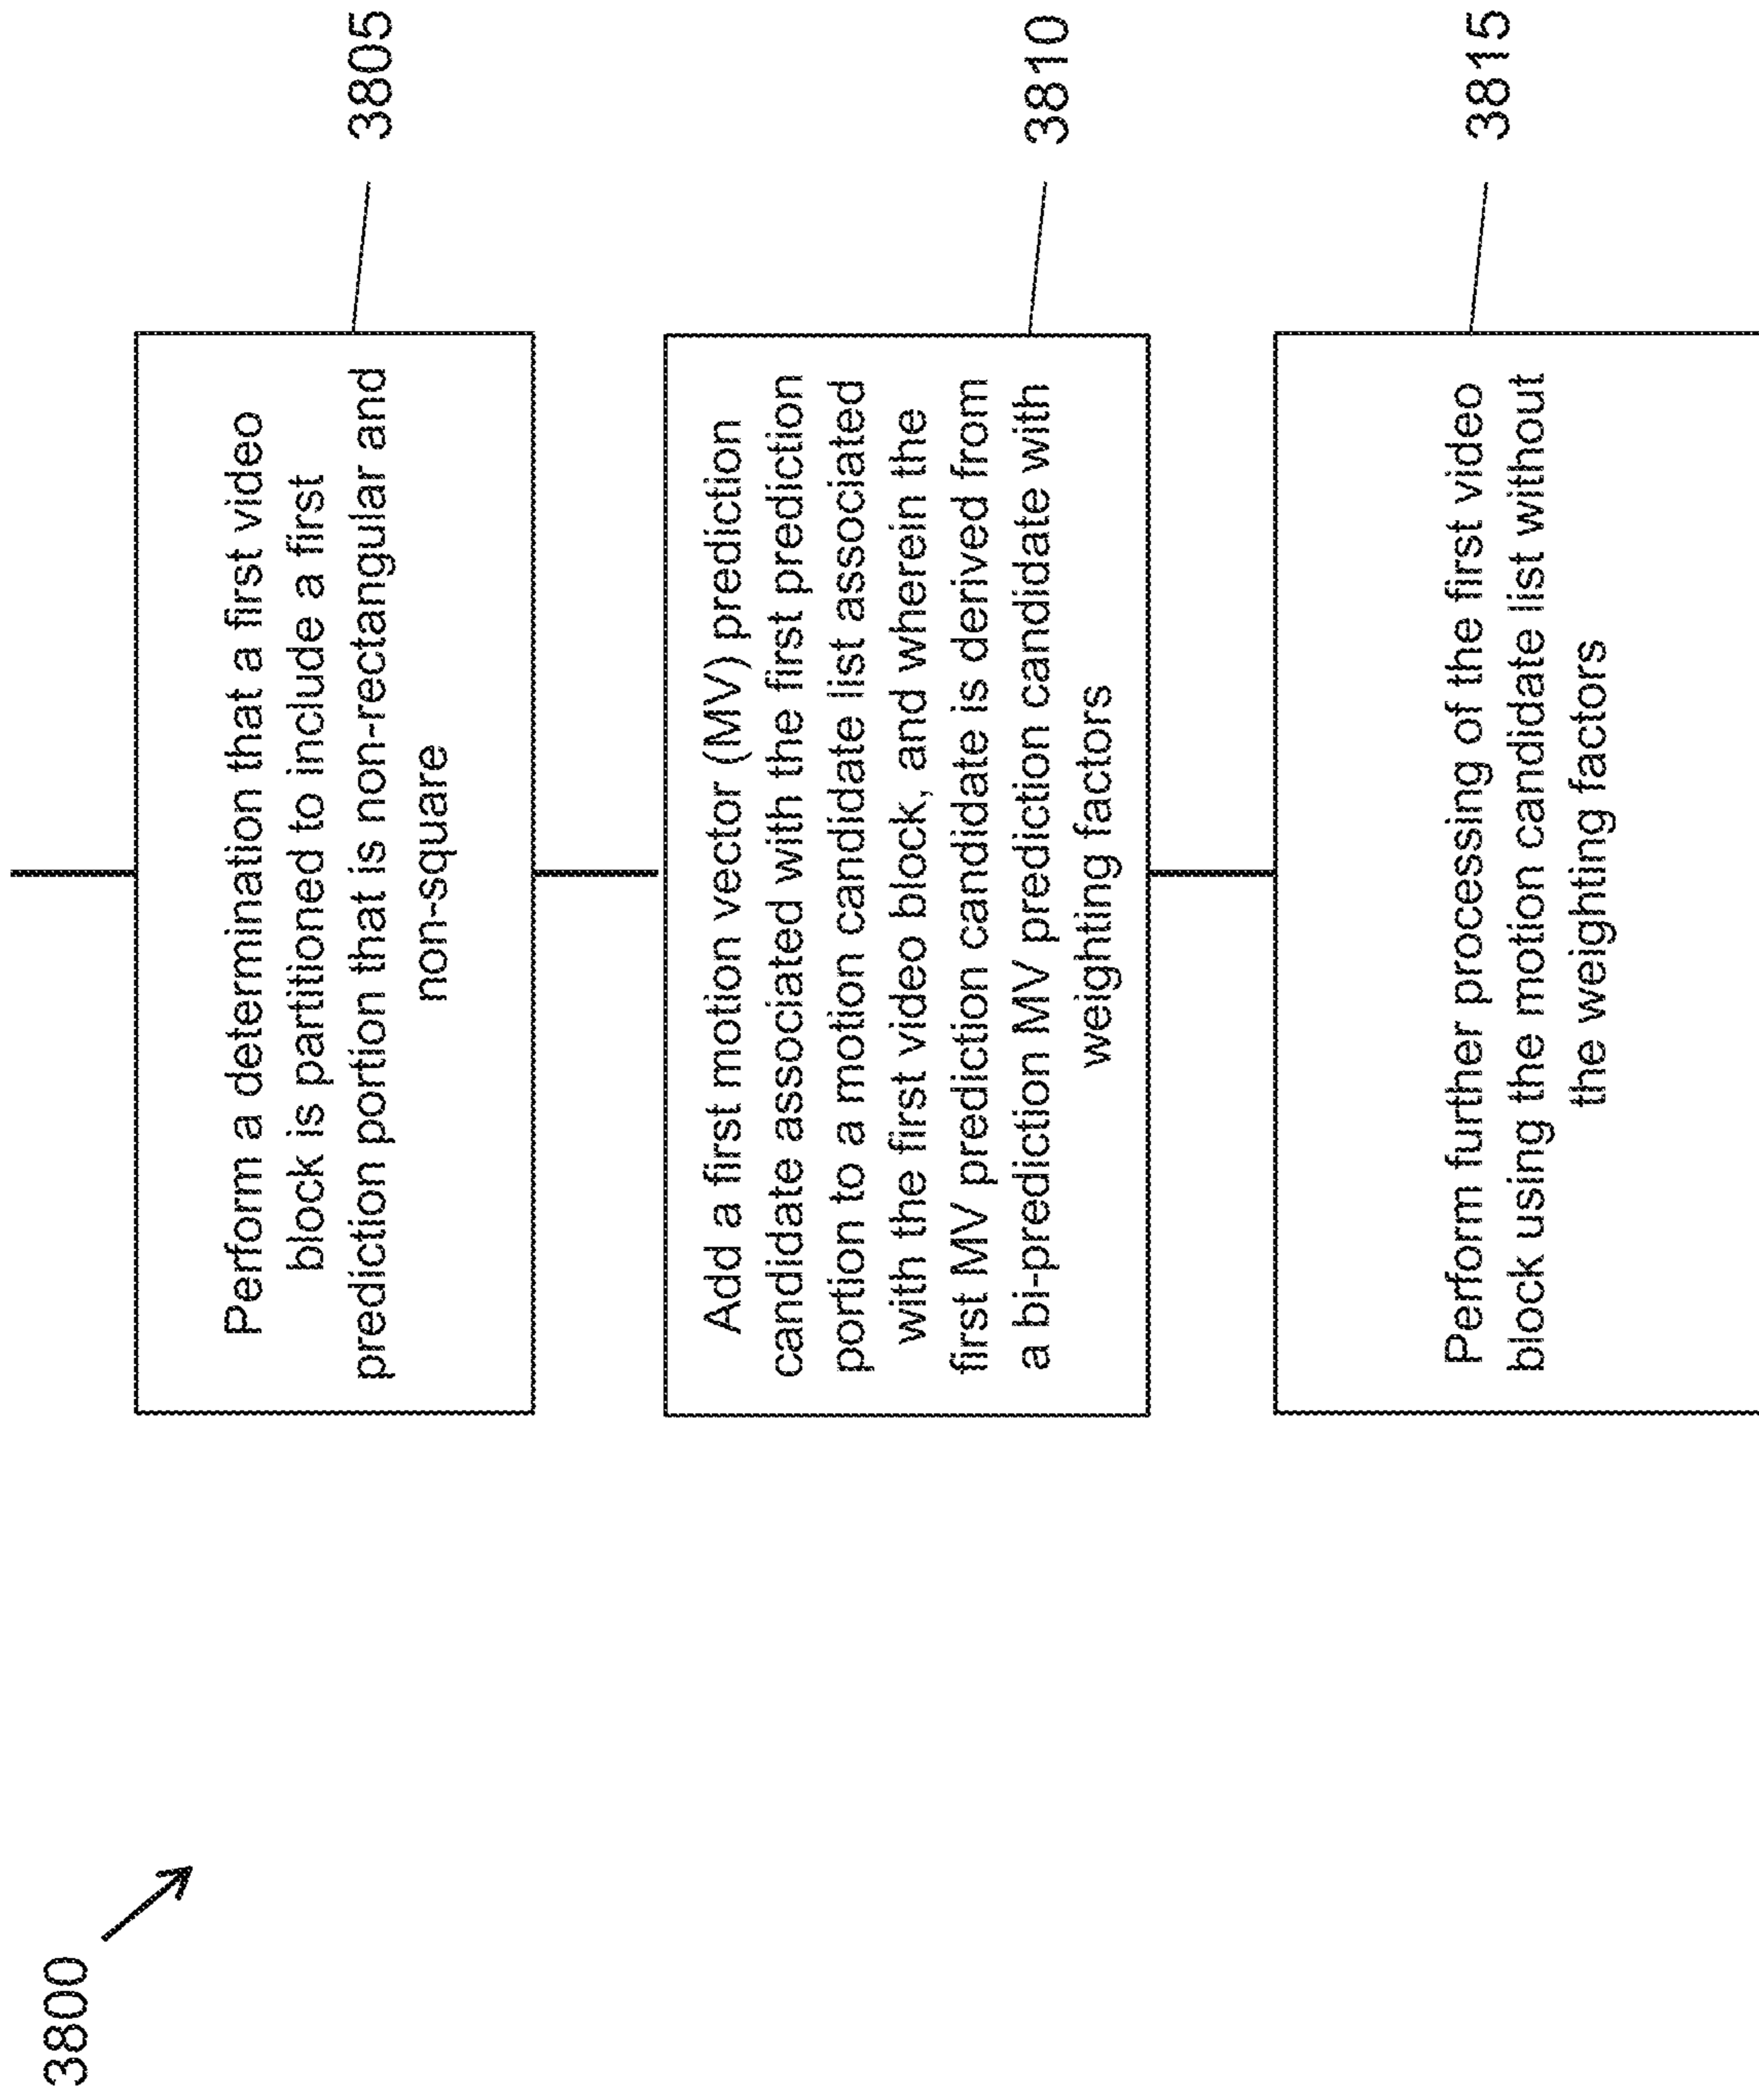 3800
Perform a determination that a first video
block is partitioned to include a first
prediction portion that is non-rectangular and
non-square
3805
Add a first motion vector (MV) prediction
candidate associated with the first prediction
portion to a motion candidate list associated
with the first video block, and wherein the
first MV prediction candidate is derived from
a bi-prediction MV prediction candidate with
weighting factors
3810
Perform further processing of the first video
block using the motion candidate list without
the weighting factors
3815